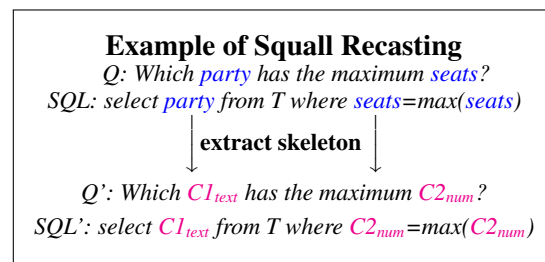 Example of Squall Recasting
Q: Which party has the maximum seats?
SQL: select party from T where seats=max(seats)
extract skeleton
Q’: Which C1text has the maximum C2num?
SQL’: select C1text from T where C2num=max(C2num)